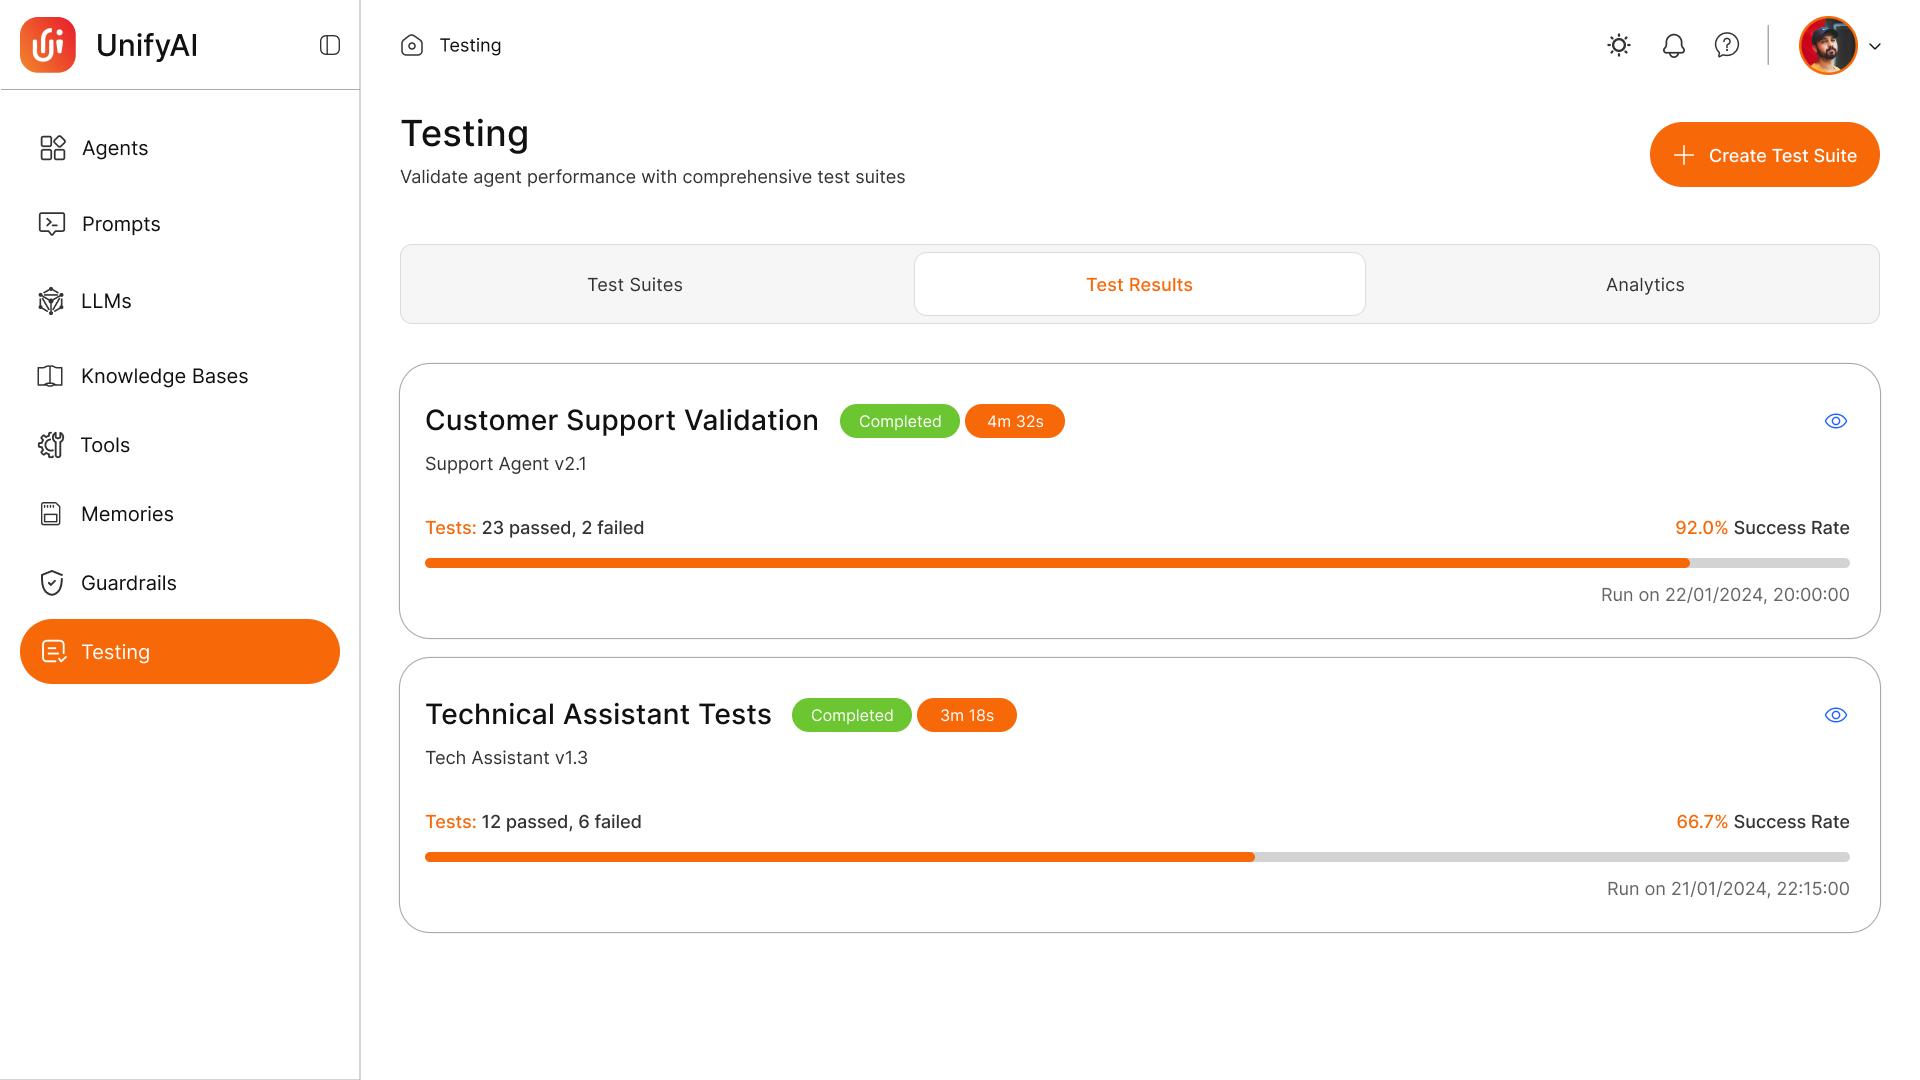 UnifyAI
Testing
Agents
Prompts
LLMs
Knowledge Bases
Tools
Memories
Guardrails
Testing
Testing
Validate agent performance with comprehensive test suites
Create Test Suite
Test Suites
Test Results
Analytics
Customer Support Validation
Completed
4m 32s
Support Agent v2.1
Tests: 23 passed, 2 failed
92.0% Success Rate
Run on 22/01/2024, 20:00:00
Technical Assistant Tests
Completed
3m 18s
Tech Assistant v1.3
Tests: 12 passed, 6 failed
66.7% Success Rate
Run on 21/01/2024, 22:15:00